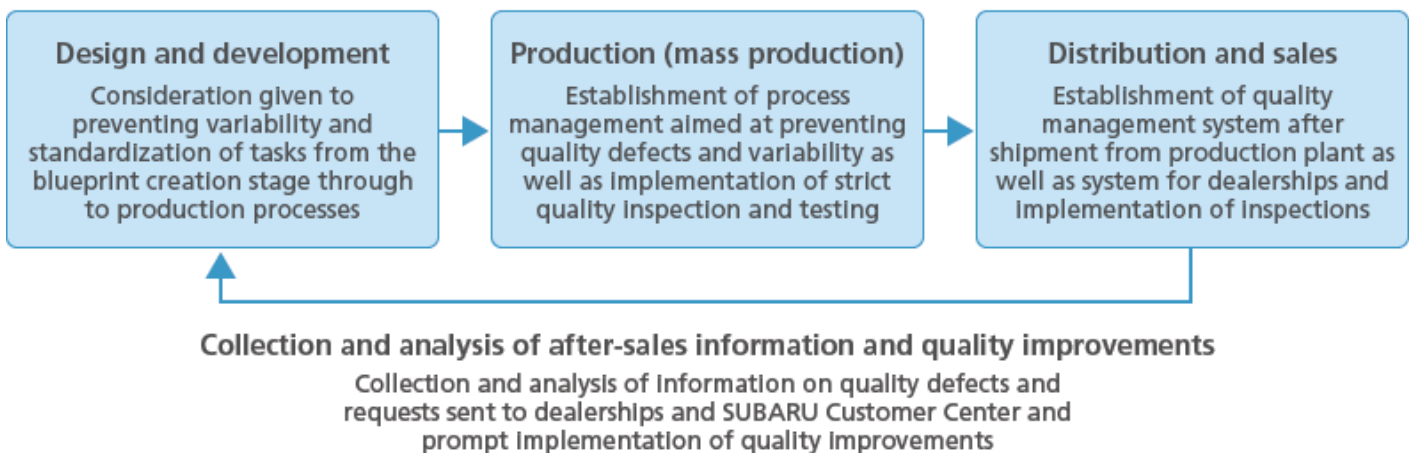 Design and development
Consideration given to
preventing variability and
standardization of tasks from the
blueprint creation stage through
to production processes
Production (mass production)
Establishment of process
management aimed at preventing
quality defects and variability as
well as implementation of strict
quality inspection and testing
Distribution and sales
Establishment of quality
management system after
shipment from production plant as
well as system for dealerships and
implementation of inspections
Collection and analysis of after-sales information and quality improvements
Collection and analysis of information on quality defects and
requests sent to dealerships and SUBARU Customer Center and
prompt implementation of quality improvements